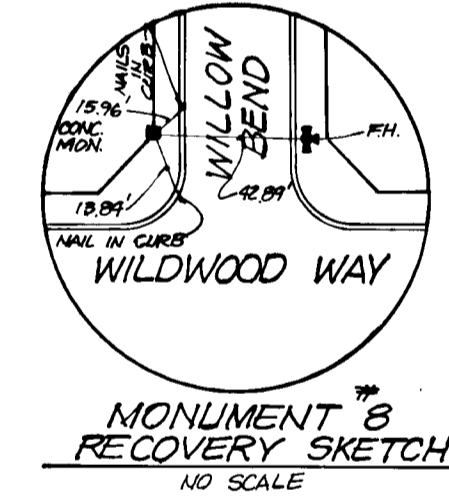 NAILS
IN
CURB
15.96'
CONC.
MON.
WILLOW
BEND
F.H.
13.84'
42.89'
NAIL IN CURB
WILDWOOD WAY
MONUMENT #8
RECOVERY SKETCH
NO SCALE